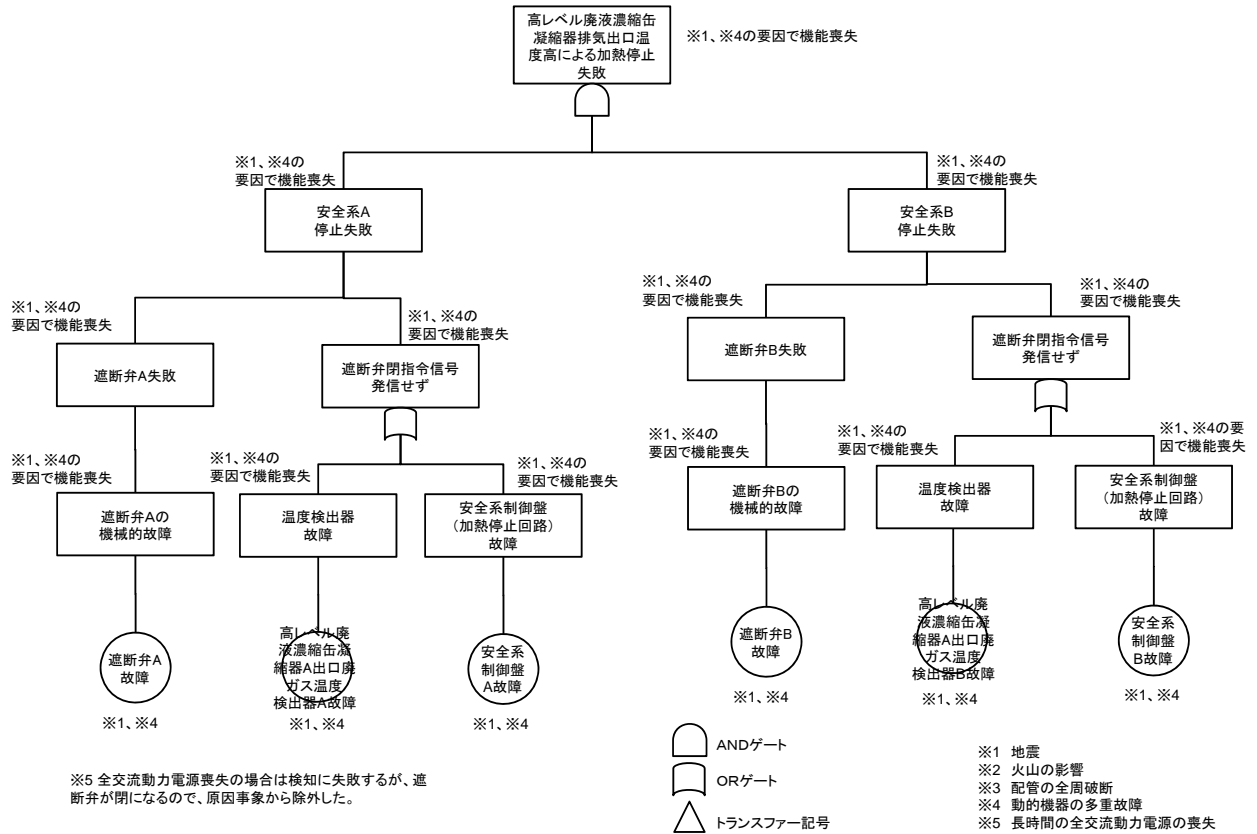 高レベル廃液濃縮缶
凝縮器排気出口温
度高による加熱停止
失敗
※1、※4の要因で機能喪失
※1、※4の
要因で機能喪失
安全系A
停止失敗
※1、※4の
要因で機能喪失
安全系B
停止失敗
※1、※4の
要因で機能喪失
遮断弁A失敗
※1、※4の
要因で機能喪失
遮断弁閉指令信号
発信せず
※1、※4の
要因で機能喪失
遮断弁B失敗
※1、※4の
要因で機能喪失
遮断弁閉指令信号
発信せず
※1、※4の
要因で機能喪失
遮断弁Aの
機械的故障
※1、※4の
要因で機能喪失
温度検出器
故障
※1、※4の
要因で機能喪失
安全系制御盤
（加熱停止回路）
故障
※1、※4の
要因で機能喪失
遮断弁Bの
機械的故障
※1、※4の
要因で機能喪失
温度検出器
故障
※1、※4の要
因で機能喪失
安全系制御盤
（加熱停止回路）
故障
遮断弁A
故障
※1、※4
高レベル廃
液濃縮缶凝
縮器A出口廃
ガス温度
検出器A故障
※1、※4
安全系
制御盤
A故障
※1、※4
遮断弁B
故障
※1、※4
高レベル廃
液濃縮缶凝
縮器A出口廃
ガス温度
検出器B故障
※1、※4
安全系
制御盤
B故障
※1、※4
※5 全交流動力電源喪失の場合は検知に失敗するが、遮
断弁が閉になるので、原因事象から除外した。
ANDゲート
ORゲート
トランスファー記号
※1 地震
※2 火山の影響
※3 配管の全周破断
※4 動的機器の多重故障
※5 長時間の全交流動力電源の喪失